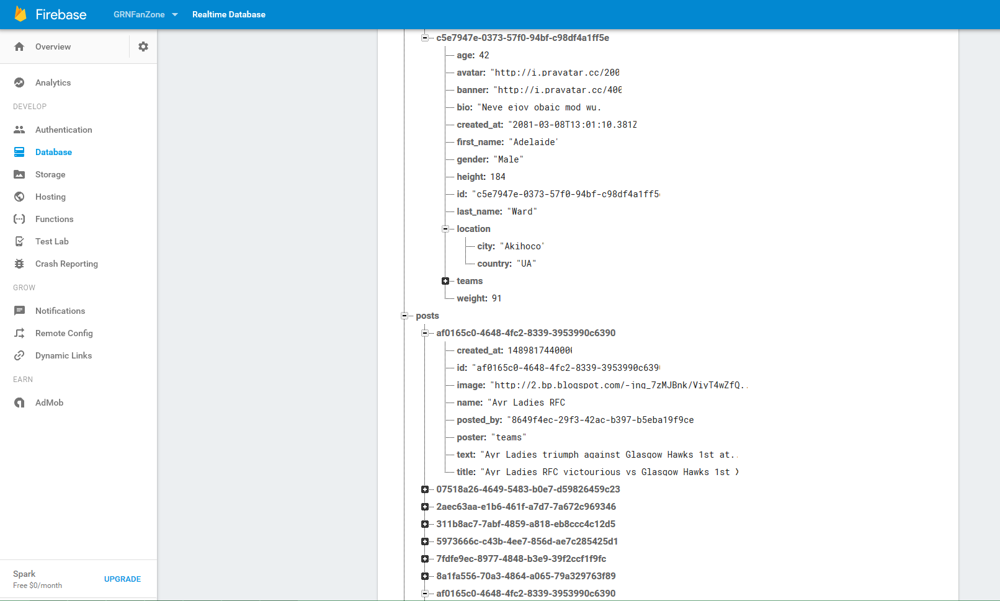 Firebase
GRNFanZone
Realtime Database
Overview
Analytics
DEVELOP
Authentication
Database
Storage
Hosting
Functions
Test Lab
Crash Reporting
GROW
Notifications
Remote Config
Dynamic Links
EARN
AdMob
Spark
Free $0/month
UPGRADE
c5e7947e-0373-57f0-94bf-c98df4a1ff5e
age: 42
avatar: "http://i.pravatar.cc/200
banner: "http://i.pravatar.cc/400
bio: "Neve ejov obaic mod wu.
created_at: "2081-03-08T13:01:10.381Z
first_name: "Adelaide"
gender: "Male"
height: 184
id: "c5e7947e-0373-57f0-94bf-c98df4a1ff5e
last_name: "Ward"
location
city: "Akihoco"
country: "UA"
teams
weight: 91
posts
af0165c0-4648-4fc2-8339-3953990c6390
created_at: 1489817440000
id: "af0165c0-4648-4fc2-8339-3953990c639
image: "http://2.bp.blogspot.com/-jng_7zMJBnk/ViyT4wZfQ..
name: "Ayr Ladies RFC
posted_by: "8649f4ec-29f3-42ac-b397-b5eba19f9ce
poster: "teams"
text: "Ayr Ladies triumph against Glasgow Hawks 1st at..
title: "Ayr Ladies RFC victourious vs Glasgow Hawks 1st X
07518a26-4649-5483-b0e7-d59826459c23
2aec63aa-e1b6-461f-a7d7-7a672c969346
311b8ac7-7abf-4859-a818-eb8ccc4c12d5
5973666c-c43b-4ee7-856d-ae7c285425d1
7fdfe9ec-8977-4848-b3e9-39f2ccf1f9fc
8a1fa556-70a3-4864-a065-79a329763f89
af0165c0-4648-4fc2-8339-3953990c6390